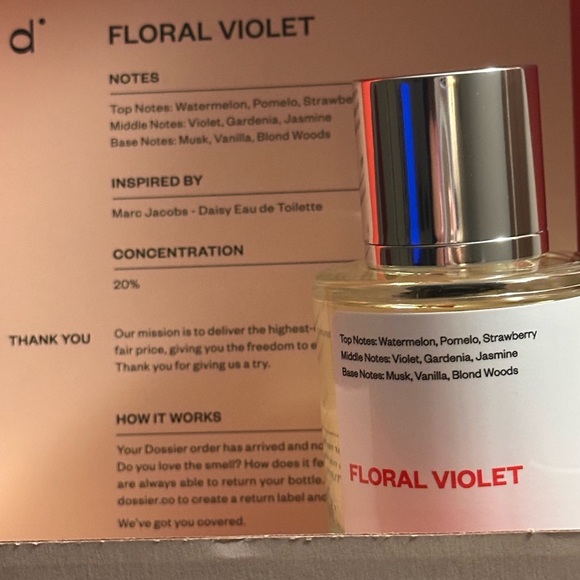 d
FLORAL VIOLET
NOTES
Top Notes: Watermelon, Pomelo,
Middle Notes: Violet, Gardenia, Jasmine
Base Notes: Musk, Vanilla, Blond Woods
INSPIRED BY
Marc Jacobs - Daisy Eau de Toilette
CONCENTRATION
20%
THANK YOU
Our mission is to deliver the highest-
fair price, giving you the freedom to
Thank you for giving us a try.
HOW IT WORKS
Your Dossier order has arrived and
Do you love the smell? How does it
are always able to return your bottle.
dossier.co to create a return label and
We've got you covered.
Top Notes: Watermelon, Pomelo, Strawberry
Middle Notes: Violet, Gardenia, Jasmine
Base Notes: Musk, Vanilla, Blond Woods
FLORAL VIOLET